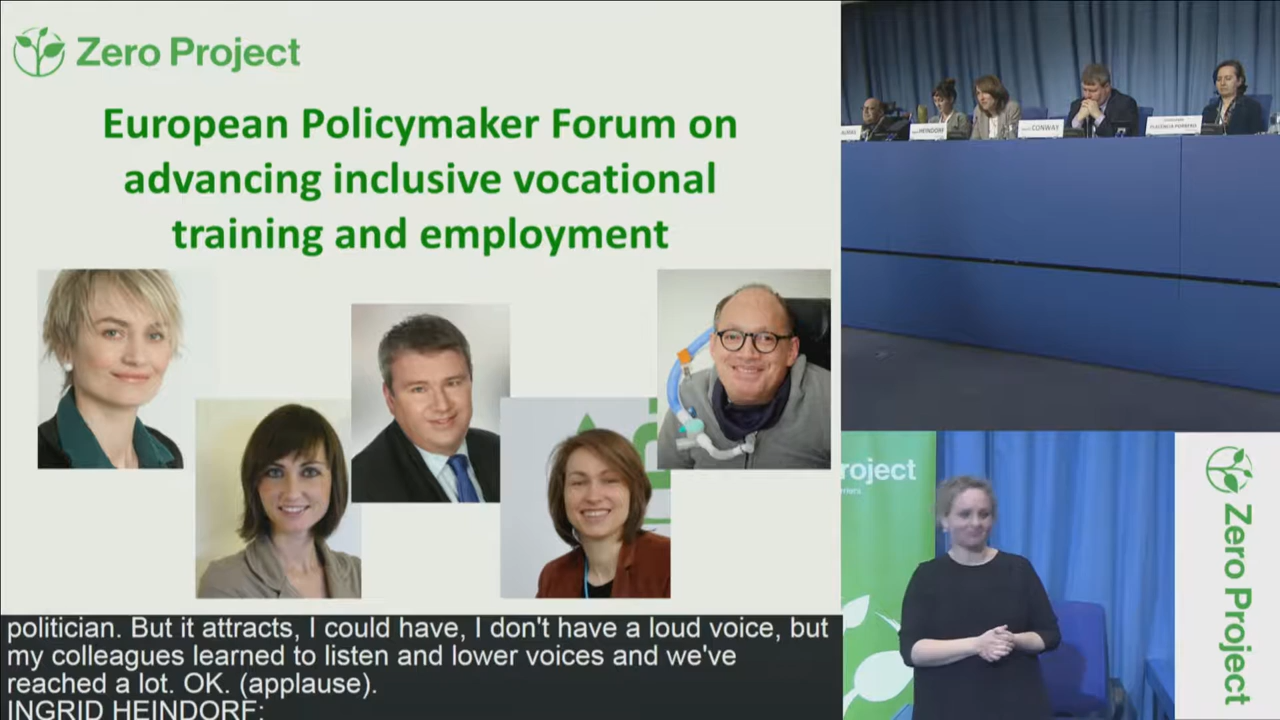 Zero Project
European Policymaker Forum on
advancing inclusive vocational
training and employment
politician. But it attracts, I could have, I don't have a loud voice, but
my colleagues learned to listen and lower voices and we've
reached a lot. OK. (applause).
INGRID HEINDORF:
HEINDORF
CONWAY
roject
Zero Project